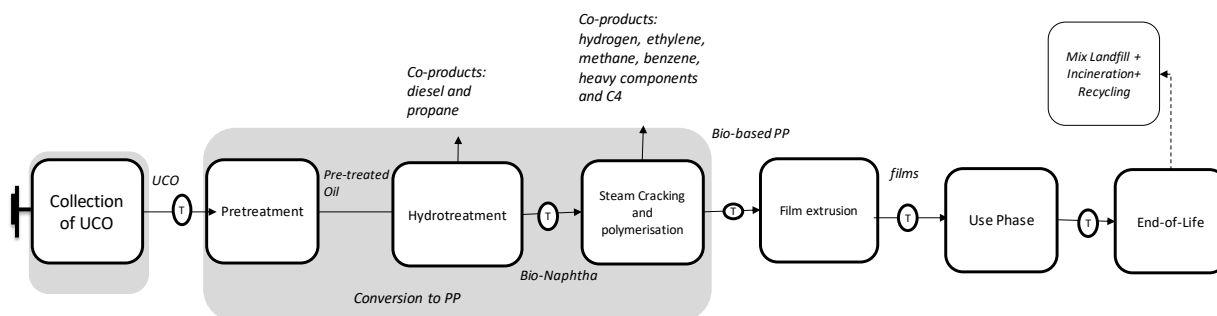 Co-products:
hydrogen, ethylene,
methane, benzene,
heavy components
and C4
Co-products:
diesel and
propane
Mix Landfill +
Incineration+
Recycling
Bio-based PP
UCO
Pre-treated
Oil
films
Collection
of UCO
T
Pretreatment
Hydrotreatment
T
Steam Cracking
and
polymerisation
T
Film extrusion
T
Use Phase
T
End-of-Life
Bio-Naphtha
Conversion to PP